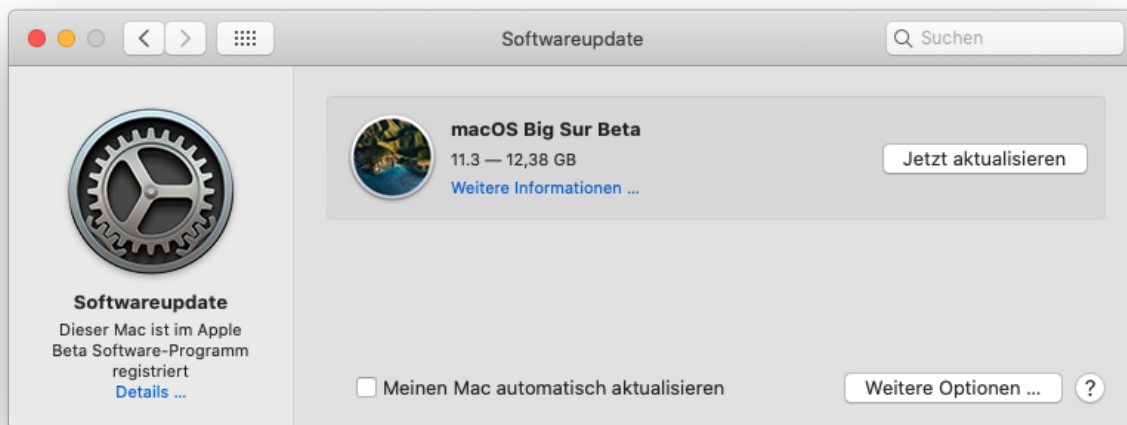 Softwareupdate
Suchen
macOS Big Sur Beta
11.3 — 12,38 GB
Weitere Informationen ...
Jetzt aktualisieren
Softwareupdate
Dieser Mac ist im Apple
Beta Software-Programm
registriert
Details ...
Meinen Mac automatisch aktualisieren
Weitere Optionen ...
?